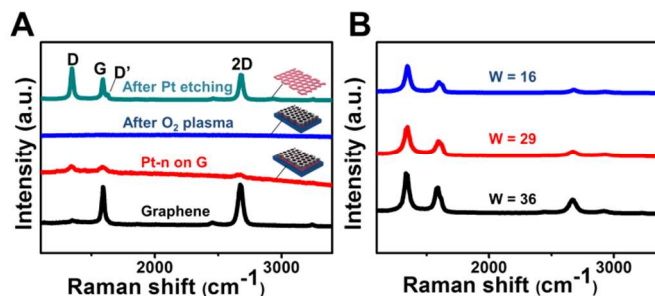 A
Intensity (a.u.)
D
G
D'
2D
After Pt etching
After O2 plasma
Pt-n on G
Graphene
2000
3000
Raman shift (cm-1)
B
Intensity (a.u.)
W = 16
W = 29
W = 36
2000
3000
Raman shift (cm-1)